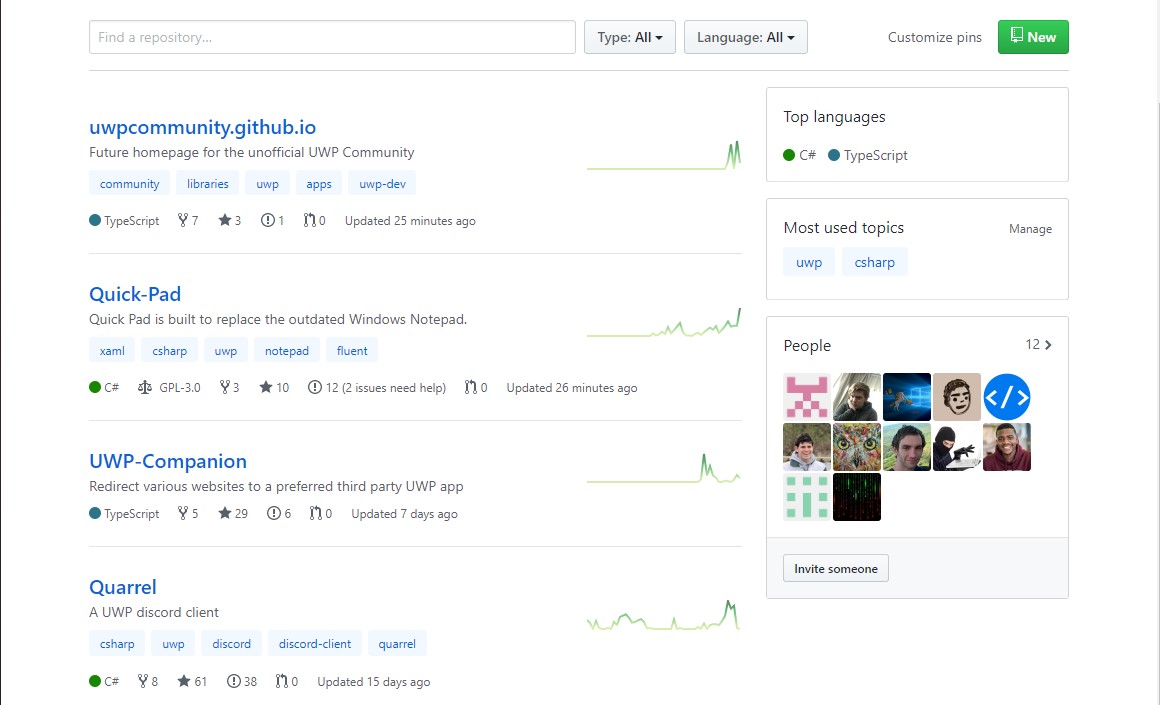 Find a repository...
Type: All
Language: All
Customize pins
New
uwpcommunity.github.io
Future homepage for the unofficial UWP Community
community libraries uwp apps uwp-dev
TypeScript 7 3 1 0 Updated 25 minutes ago
Quick-Pad
Quick Pad is built to replace the outdated Windows Notepad.
xaml csharp uwp notepad fluent
C# GPL-3.0 3 10 12 (2 issues need help) 0 Updated 26 minutes ago
UWP-Companion
Redirect various websites to a preferred third party UWP app
TypeScript 5 29 6 0 Updated 7 days ago
Quarrel
A UWP discord client
csharp uwp discord discord-client quarrel
C# 8 61 38 0 Updated 15 days ago
Top languages
C# TypeScript
Most used topics Manage
uwp csharp
People 12
</>
Invite someone